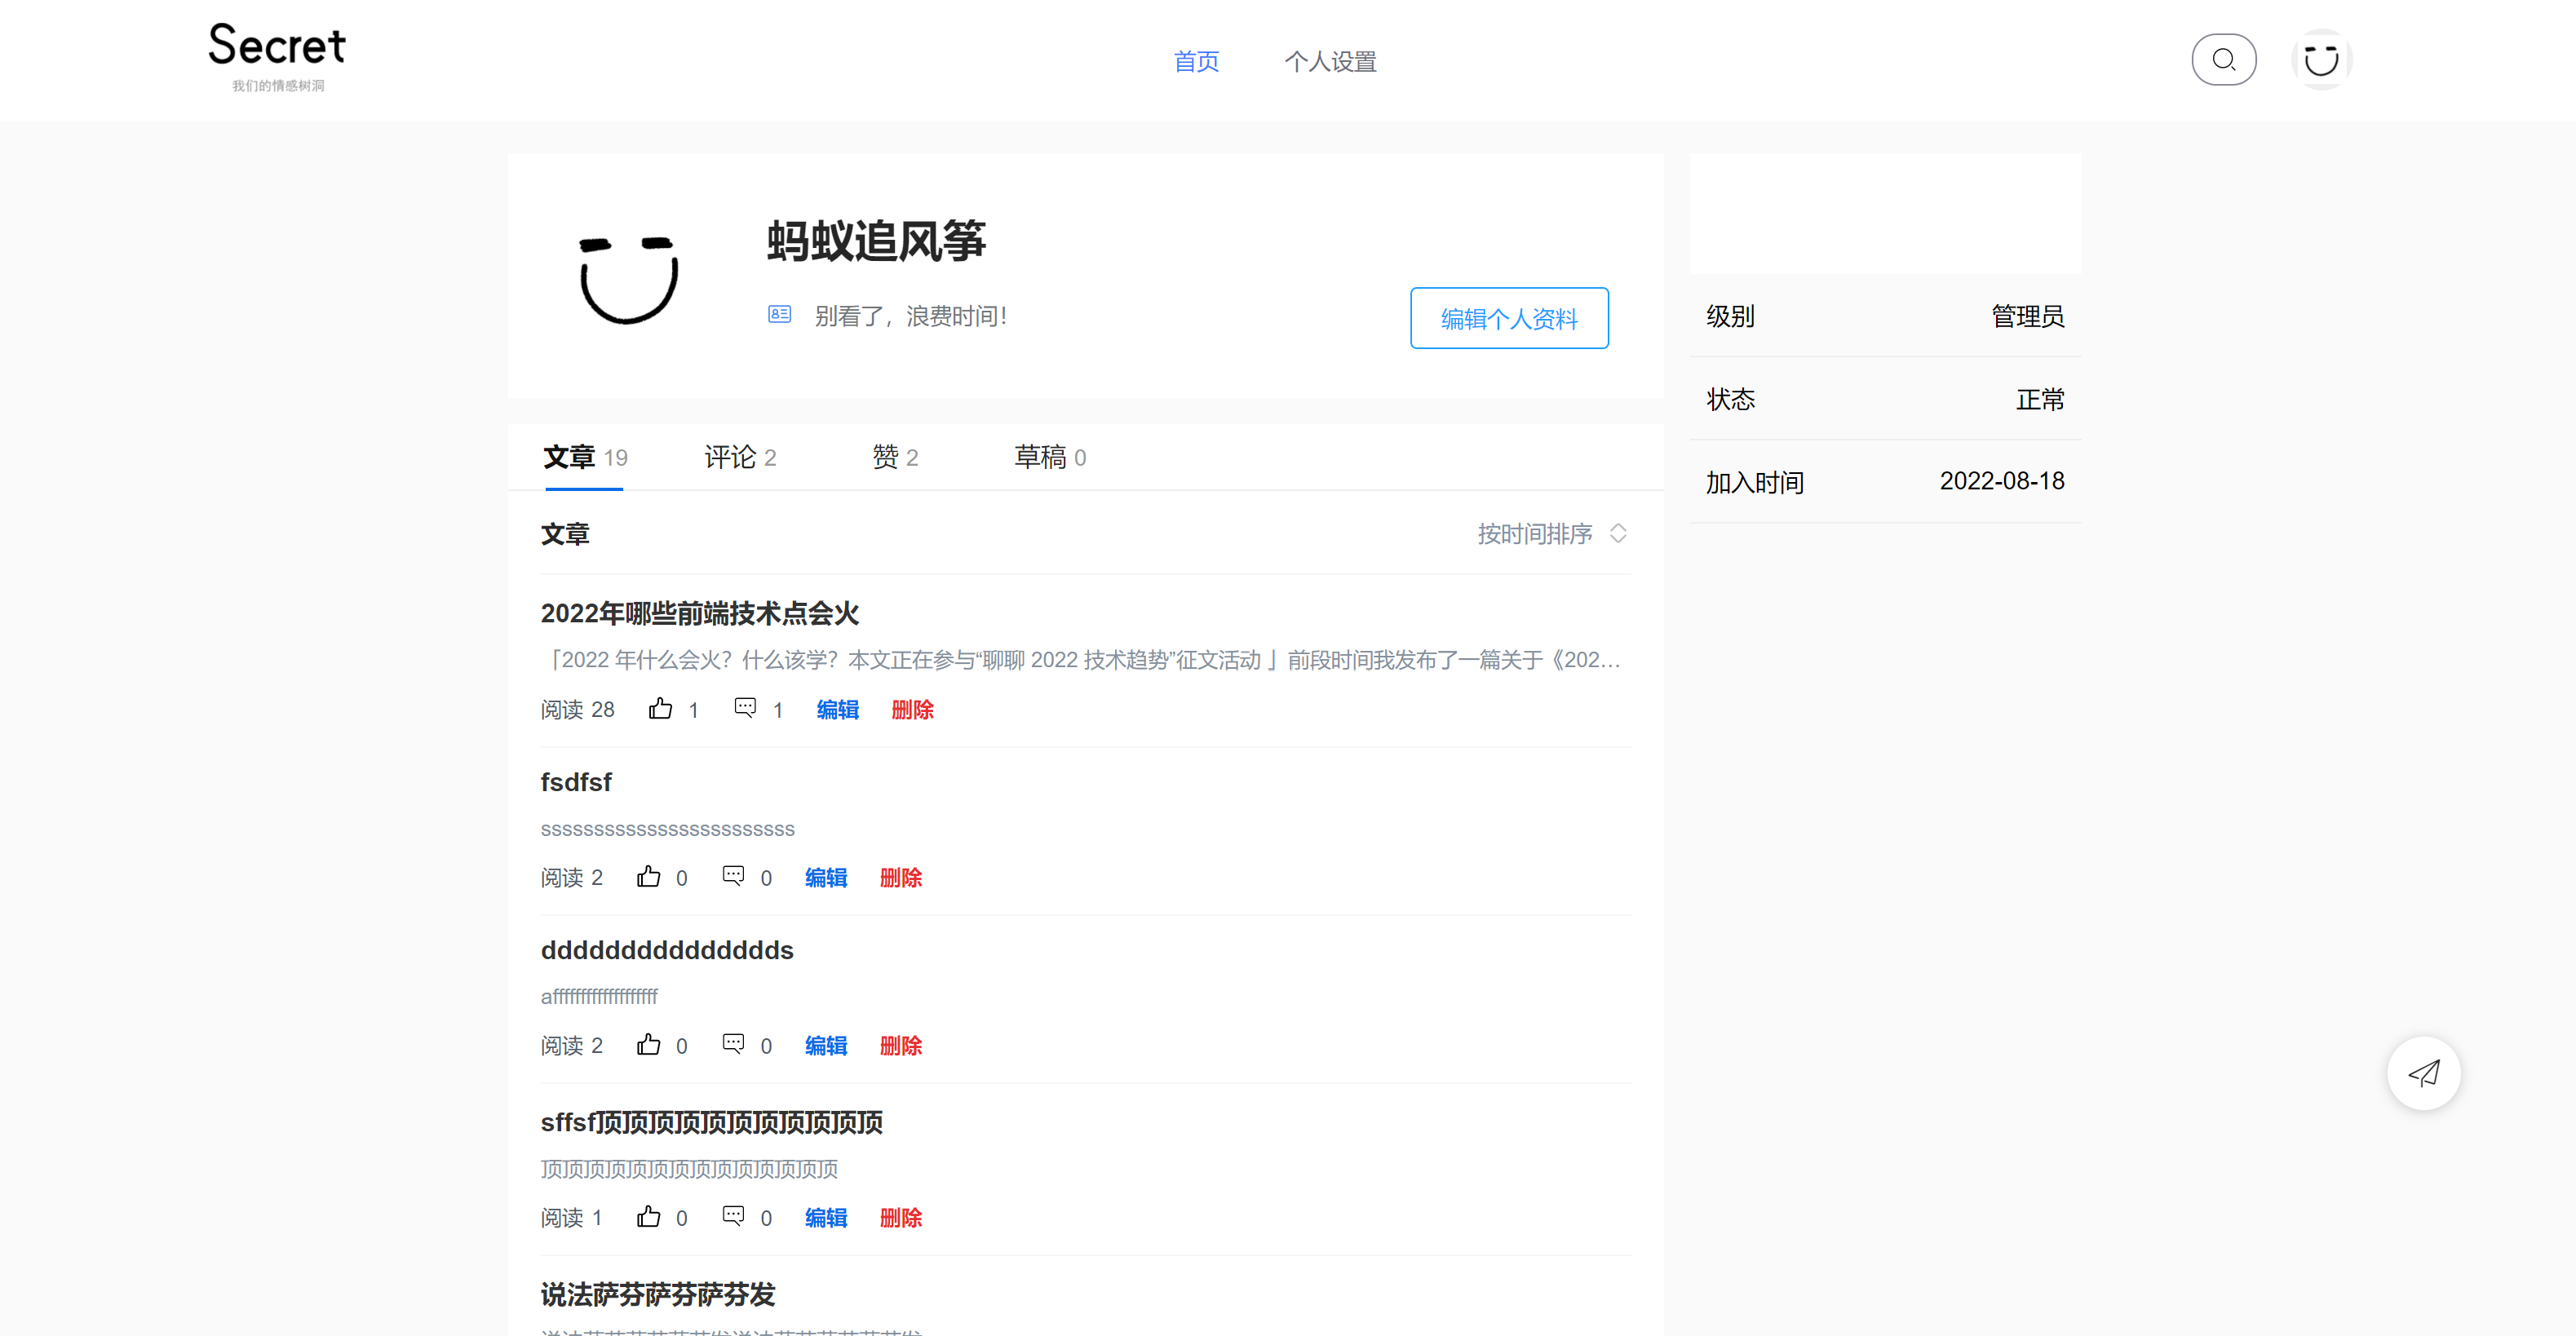 Secret
我们的情感树洞
首页 个人设置
蚂蚁追风筝
别看了，浪费时间！
编辑个人资料
级别 管理员
状态 正常
加入时间 2022-08-18
文章 19 评论 2 赞 2 草稿 0
文章 按时间排序
2022年哪些前端技术点会火
「2022 年什么会火？什么该学？本文正在参与“聊聊 2022 技术趋势”征文活动 」前段时间我发布了一篇关于《202...
阅读 28 1 1 编辑 删除
fsdfsf
ssssssssssssssssssssssss
阅读 2 0 0 编辑 删除
dddddddddddddddds
阅读 2 0 0 编辑 删除
sffsf顶顶顶顶顶顶顶顶顶顶顶
顶顶顶顶顶顶顶顶顶顶顶顶顶顶
阅读 1 0 0 编辑 删除
说法萨芬萨芬萨芬发